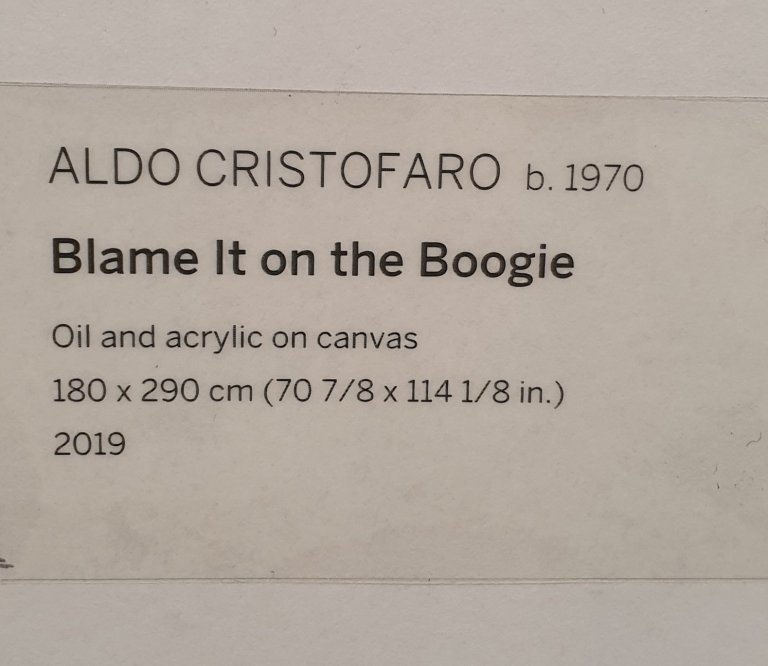 ALDO CRISTOFARO b. 1970
Blame It on the Boogie
Oil and acrylic on canvas
180 x 290 cm (70 7/8 x 114 1/8 in.)
2019